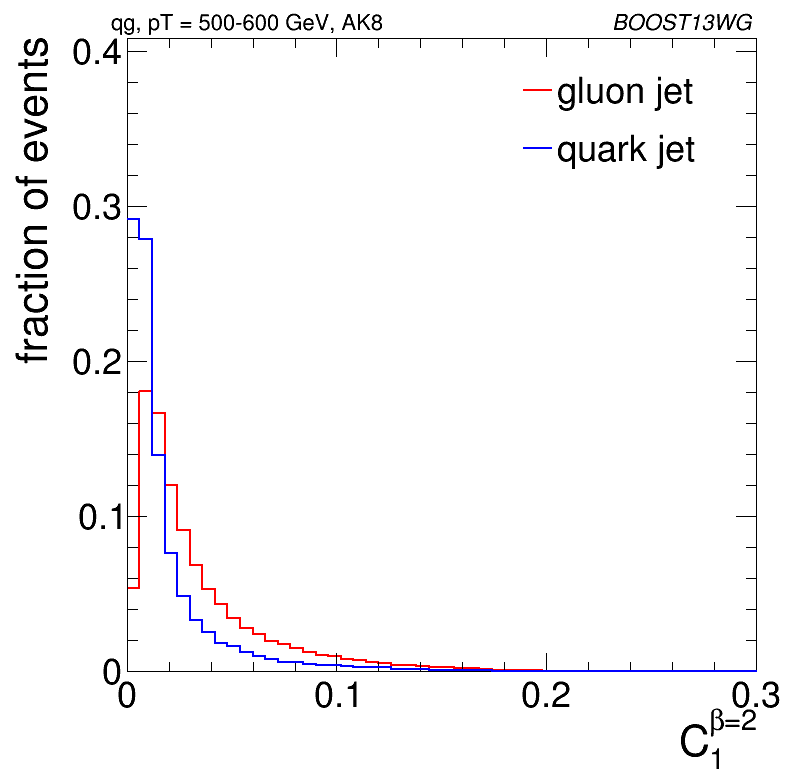 qg, pT = 500-600 GeV, AK8 BOOST13WG
fraction of events
0.4
0.3
0.2
0.1
0
gluon jet
quark jet
0 0.1 0.2 0.3
C₁^β=2